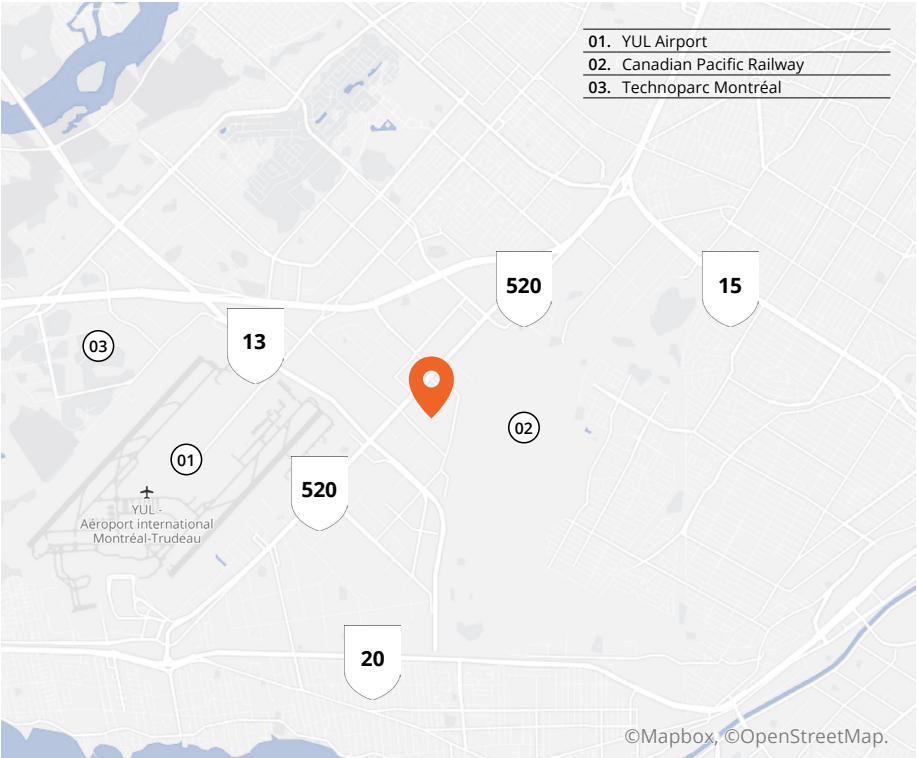 01. YUL Airport
02. Canadian Pacific Railway
03. Technoparc Montréal
520
15
13
03
02
01
520
YUL -
Aéroport international
Montréal-Trudeau
20
©Mapbox, ©OpenStreetMap.